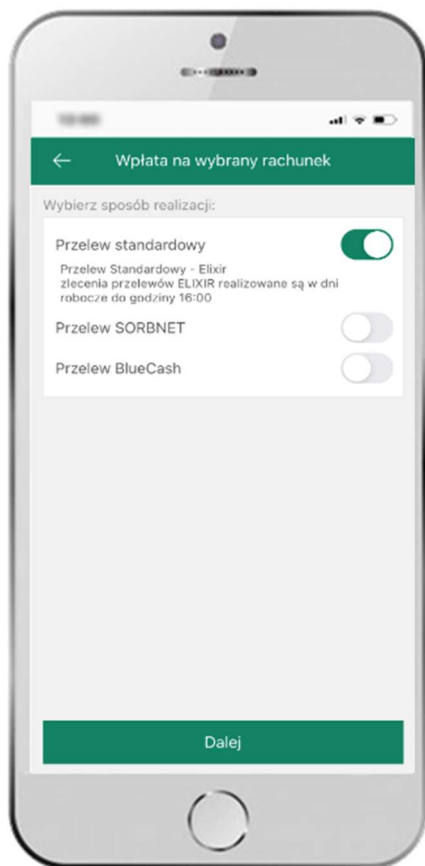 Wpłata na wybrany rachunek
Wybierz sposób realizacji:
Przelew standardowy
Przelew Standardowy - Elixir
zlecenia przelewów ELIXIR realizowane są w dni
robocze do godziny 16:00
Przelew SORBNET
Przelew BlueCash
Dalej